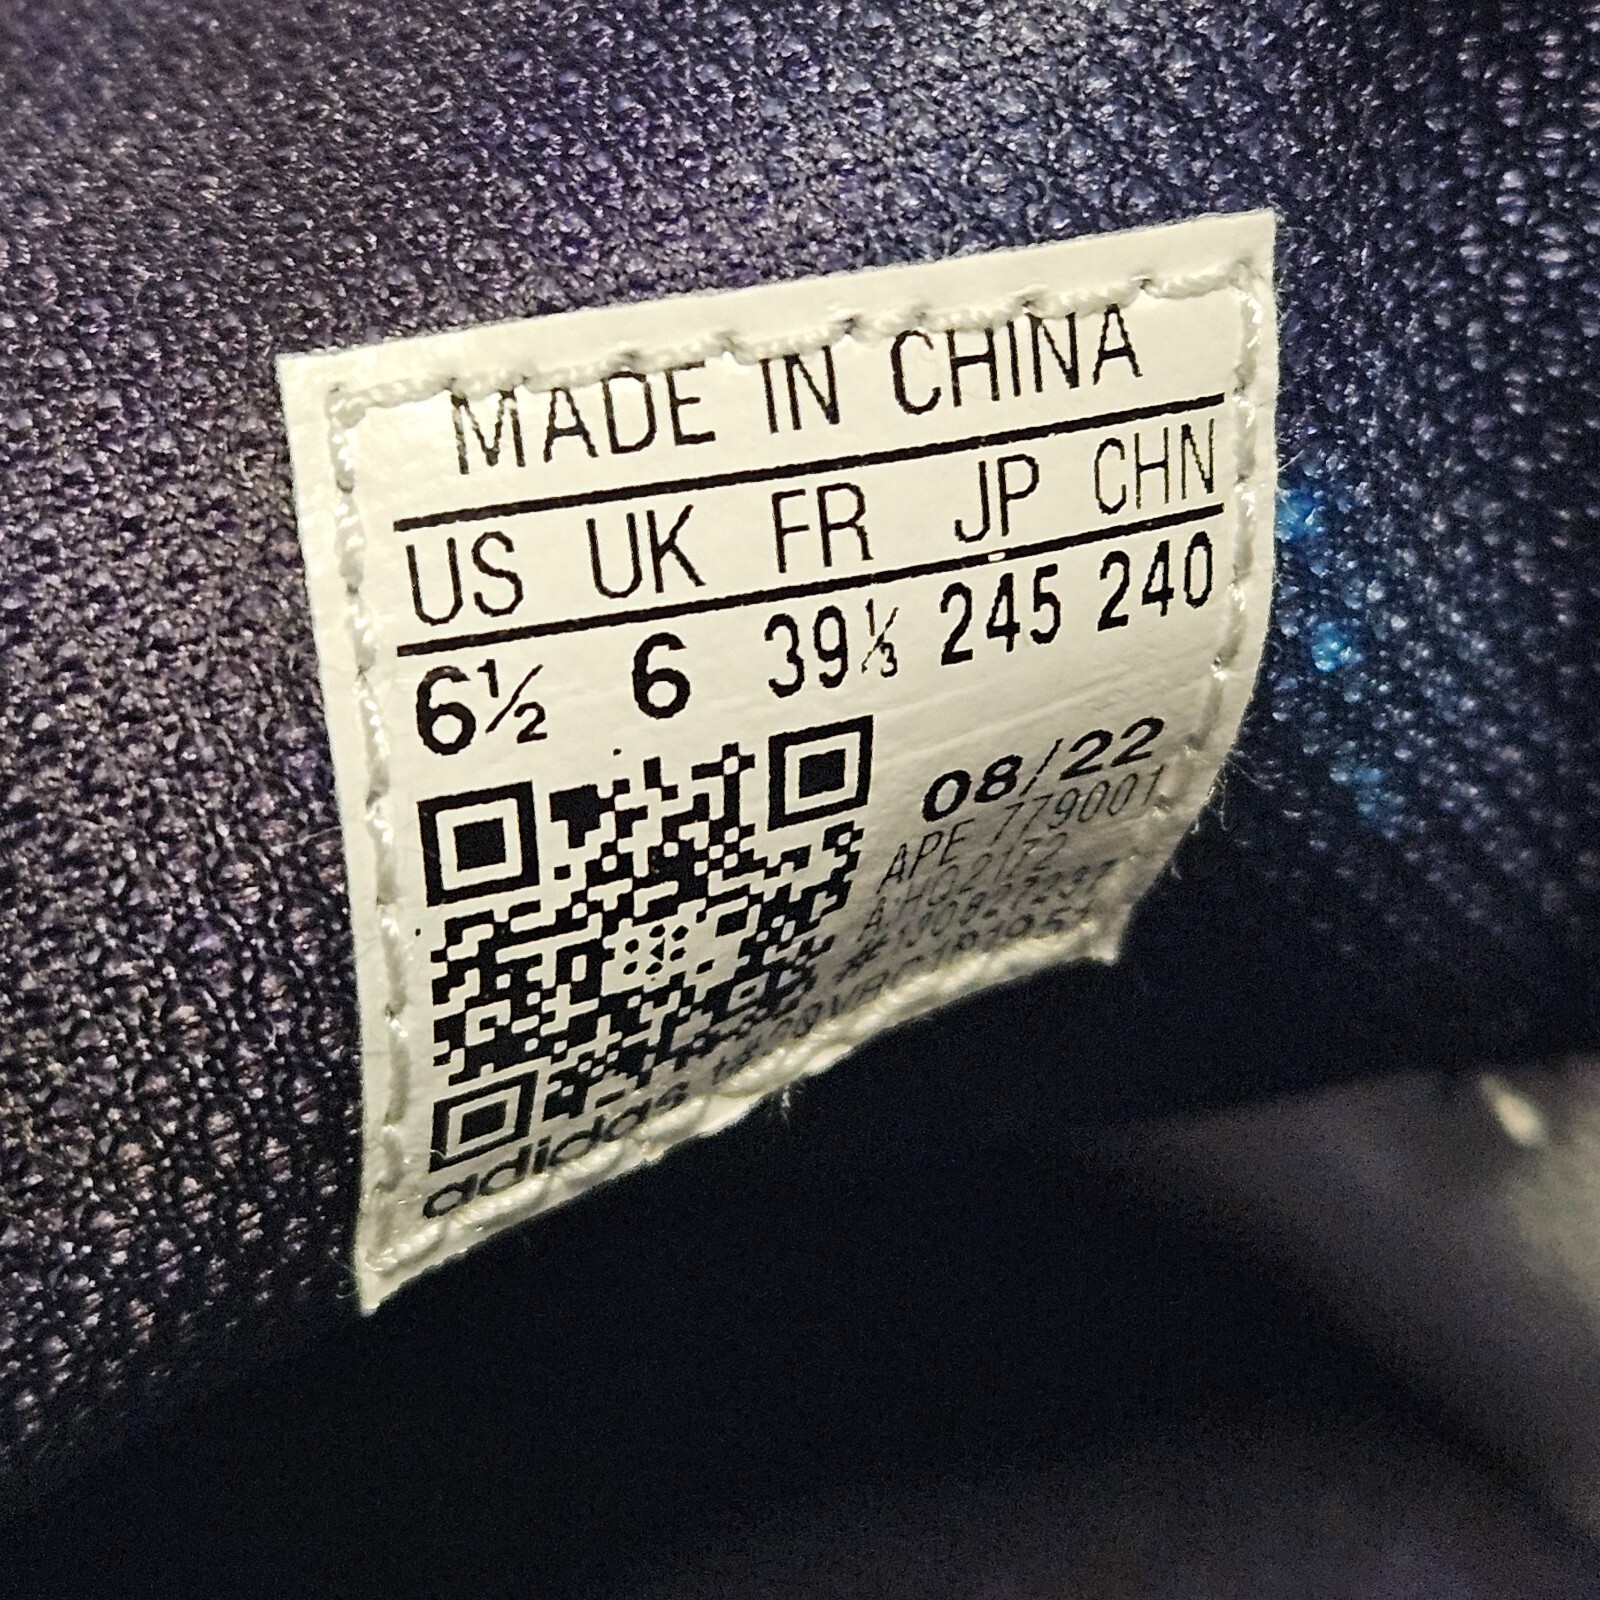 MADE IN CHINA
US UK FR JP CHN
6½ 6 39⅓ 245 240
08/22
APE 779001
HQ2172
adidas